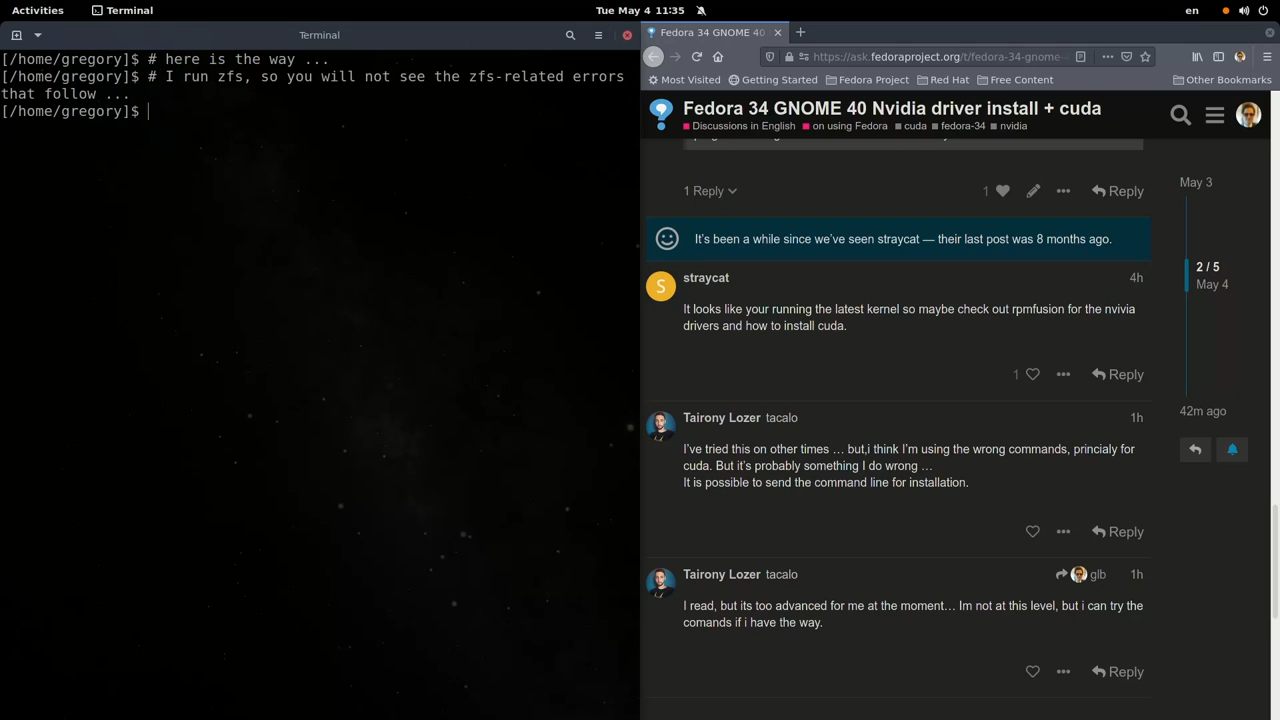 Activities
Terminal
Tue May 4 11:35
en
Terminal
[/home/gregory]$ # here is the way ...
[/home/gregory]$ # I run zfs, so you will not see the zfs-related errors
that follow ...
[/home/gregory]$
Fedora 34 GNOME 40
https://ask.fedoraproject.org/t/fedora-34-gnome-
Most Visited
Getting Started
Fedora Project
Red Hat
Free Content
Other Bookmarks
Fedora 34 GNOME 40 Nvidia driver install + cuda
Discussions in English
on using Fedora
cuda
fedora-34
nvidia
1 Reply
1
Reply
It’s been a while since we’ve seen straycat — their last post was 8 months ago.
S
straycat
4h
It looks like your running the latest kernel so maybe check out rpmfusion for the nvivia
drivers and how to install cuda.
1
Reply
Tairony Lozer tacalo
1h
I’ve tried this on other times … but,i think I’m using the wrong commands, princialy for
cuda. But it’s probably something I do wrong …
It is possible to send the command line for installation.
Reply
Tairony Lozer tacalo
glb
1h
I read, but its too advanced for me at the moment… Im not at this level, but i can try the
comands if i have the way.
Reply
May 3
2 / 5
May 4
42m ago